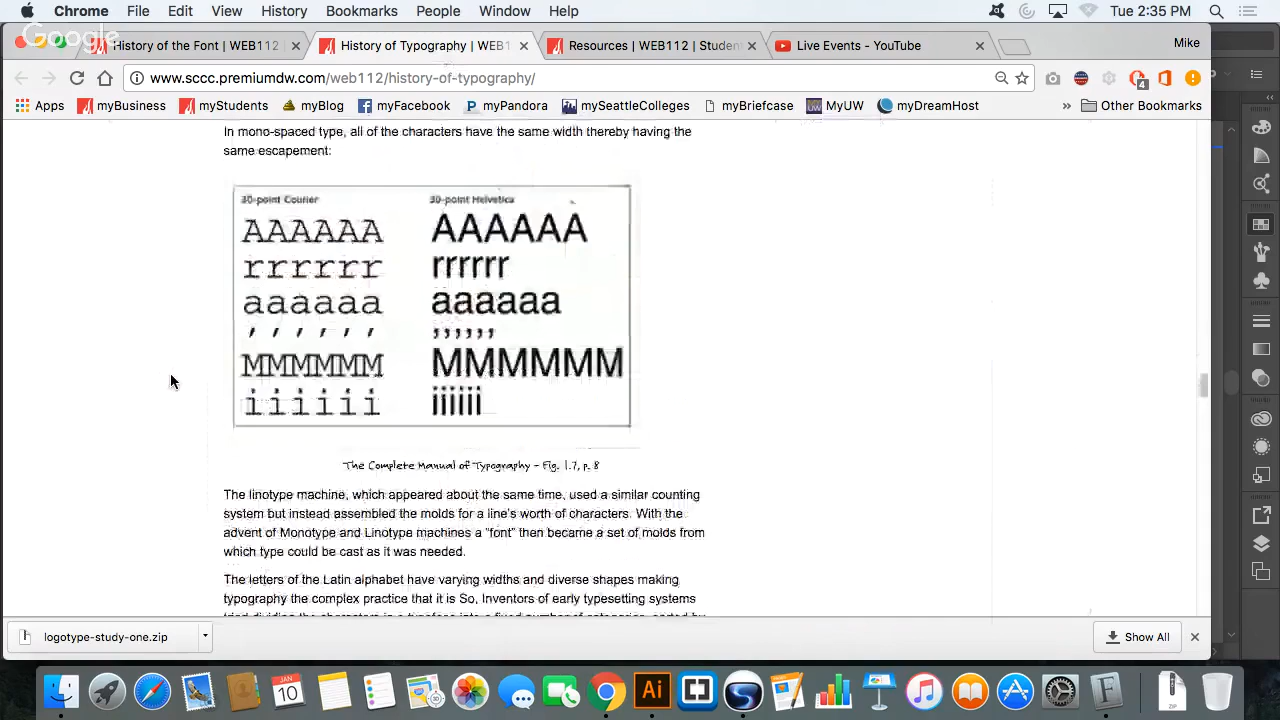 Chrome File Edit View History Bookmarks People Window Help Tue 2:35 PM
Google
History of the Font | WEB112 History of Typography | WEB1 Resources | WEB112 | Studen Live Events - YouTube Mike
www.sccc.premiumdw.com/web112/history-of-typography/ 4
Apps myBusiness myStudents myBlog myFacebook myPandora mySeattleColleges myBriefcase UW MyUW myDreamHost » Other Bookmarks
In mono-spaced type, all of the characters have the same width thereby having the
same escapement:
30-point Courier 30-point Helvetica
AAAAAA AAAAAA
rrrrrr rrrrrr
aaaaaa aaaaaa
,,,,,, ,,,,,,
MMMMMM MMMMMM
iiiiii iiiiii
The Complete Manual of Typography - Fig. 1.7, p. 8
The linotype machine, which appeared about the same time, used a similar counting
system but instead assembled the molds for a line's worth of characters. With the
advent of Monotype and Linotype machines a "font" then became a set of molds from
which type could be cast as it was needed.
The letters of the Latin alphabet have varying widths and diverse shapes making
typography the complex practice that it is So, Inventors of early typesetting systems
logotype-study-one.zip Show All
JAN
10
Ai
ZIP